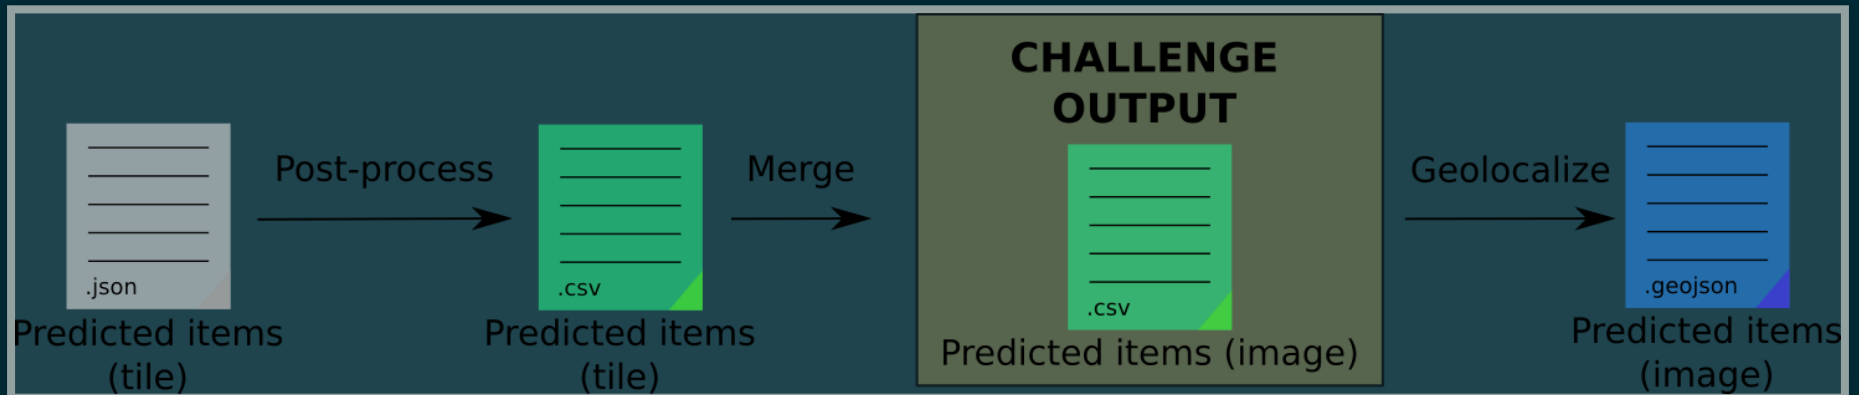 CHALLENGE
OUTPUT
Post-process
Merge
Geolocalize
.json
.csv
.csv
.geojson
Predicted items
(tile)
Predicted items
(tile)
Predicted items (image)
Predicted items
(image)